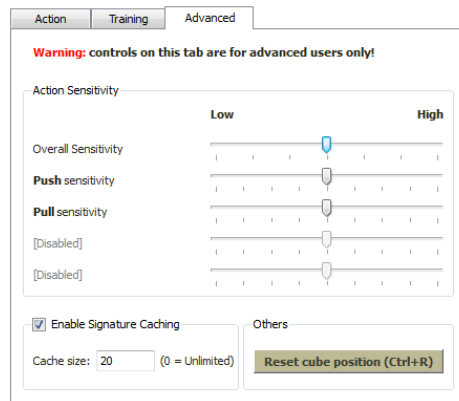 Action Training Advanced
Warning: controls on this tab are for advanced users only!
Action Sensitivity
Low High
Overall Sensitivity
Push sensitivity
Pull sensitivity
[Disabled]
[Disabled]
Enable Signature Caching Others
Cache size: 20 (0 = Unlimited) Reset cube position (Ctrl+R)